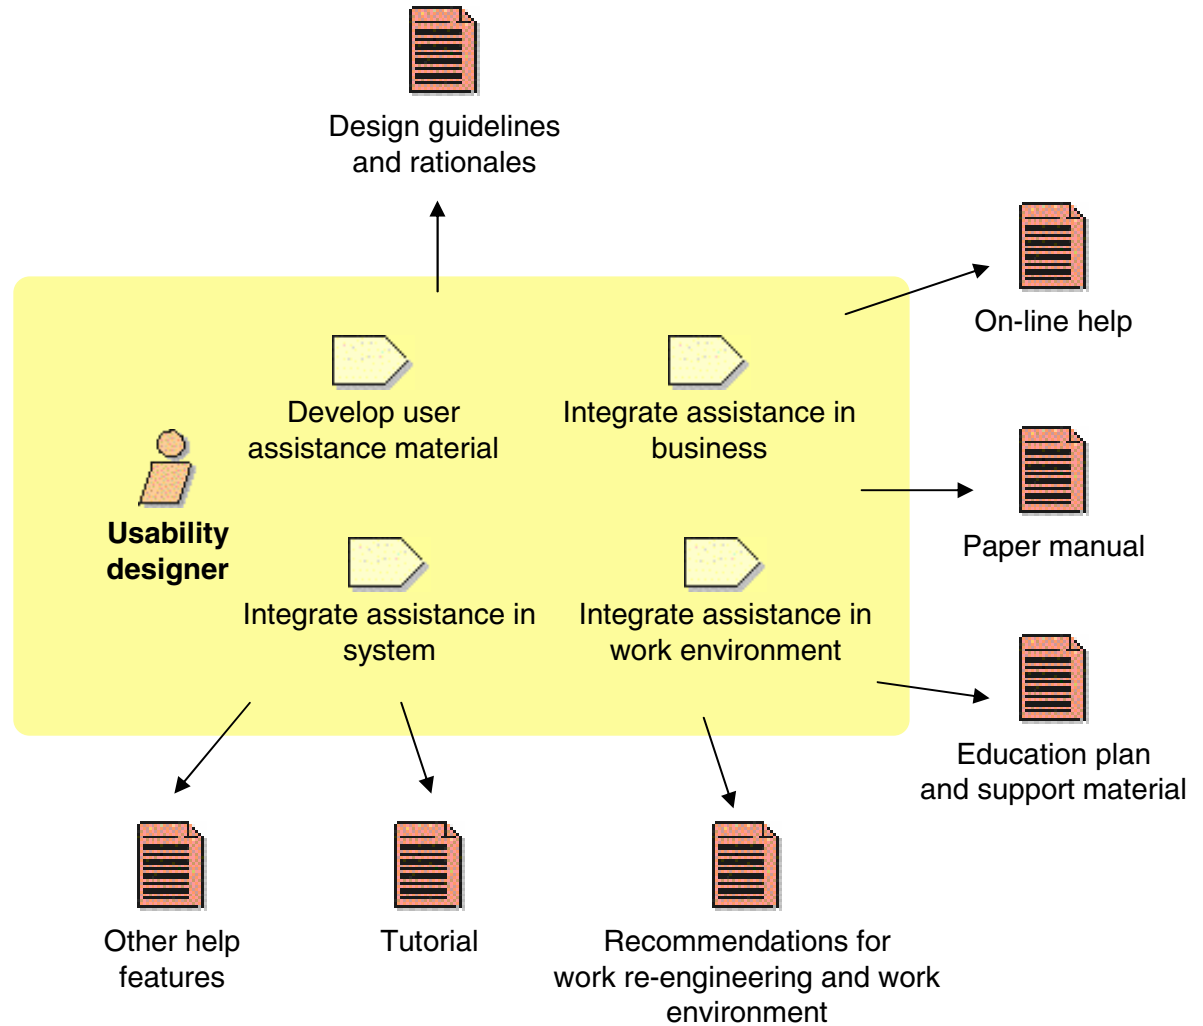 Design guidelines
and rationales
On-line help
Develop user
assistance material
Integrate assistance in
business
Usability
designer
Paper manual
Integrate assistance in
system
Integrate assistance in
work environment
Education plan
and support material
Other help
features
Tutorial
Recommendations for
work re-engineering and work
environment